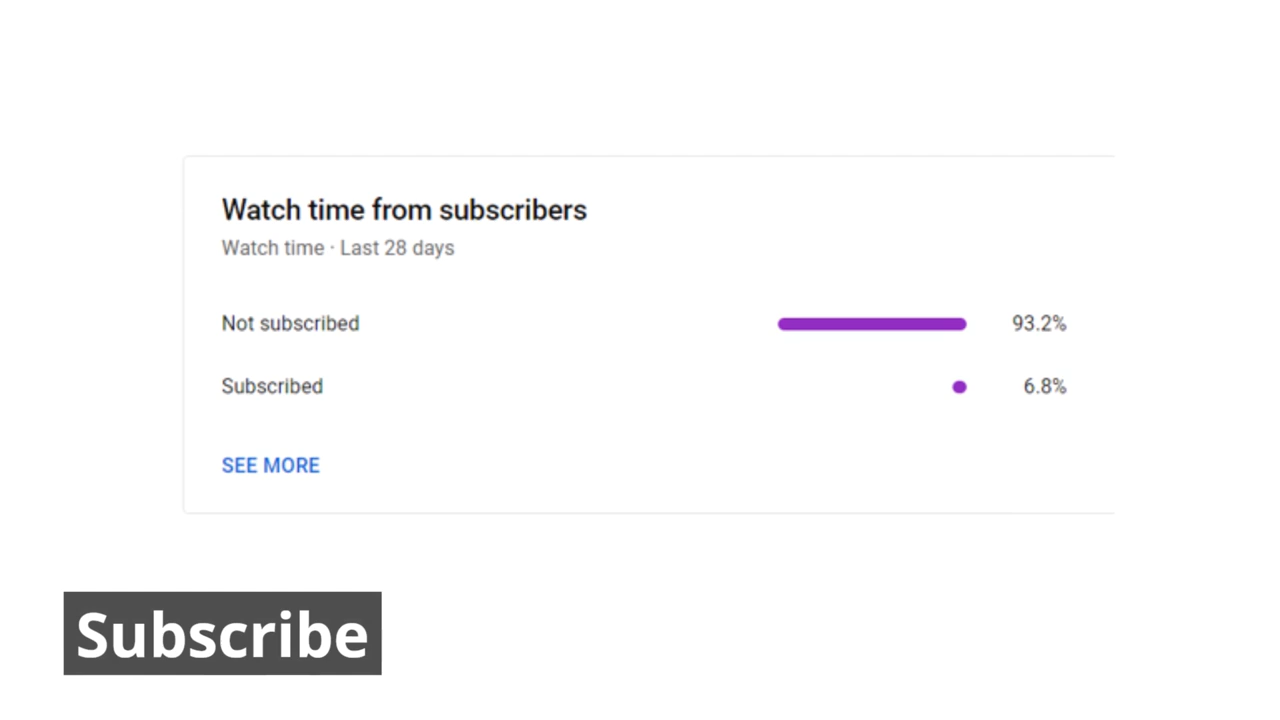 Watch time from subscribers
Watch time · Last 28 days
Not subscribed 93.2%
Subscribed 6.8%
SEE MORE
Subscribe